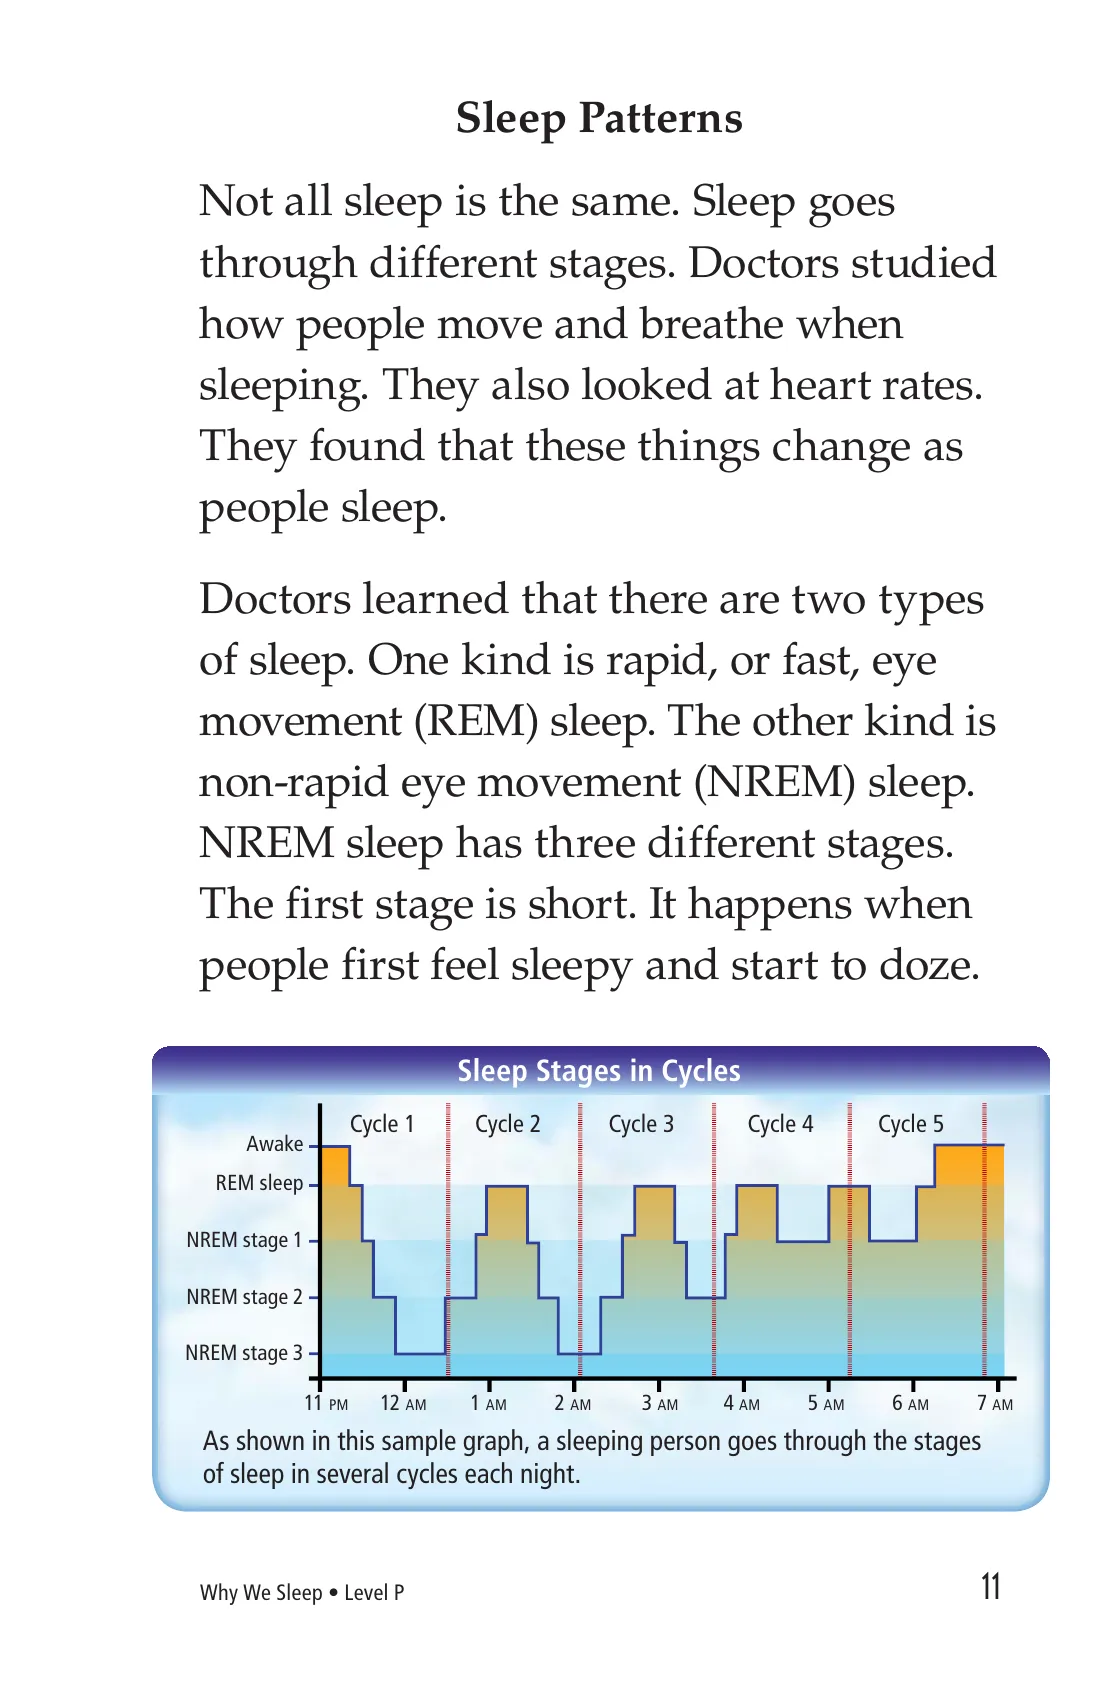 Sleep Patterns
Not all sleep is the same. Sleep goes
through different stages. Doctors studied
how people move and breathe when
sleeping. They also looked at heart rates.
They found that these things change as
people sleep.
Doctors learned that there are two types
of sleep. One kind is rapid, or fast, eye
movement (REM) sleep. The other kind is
non-rapid eye movement (NREM) sleep.
NREM sleep has three different stages.
The first stage is short. It happens when
people first feel sleepy and start to doze.
Sleep Stages in Cycles
Cycle 1 Cycle 2 Cycle 3 Cycle 4 Cycle 5
Awake
REM sleep
NREM stage 1
NREM stage 2
NREM stage 3
11 PM 12 AM 1 AM 2 AM 3 AM 4 AM 5 AM 6 AM 7 AM
As shown in this sample graph, a sleeping person goes through the stages
of sleep in several cycles each night.
Why We Sleep • Level P 11